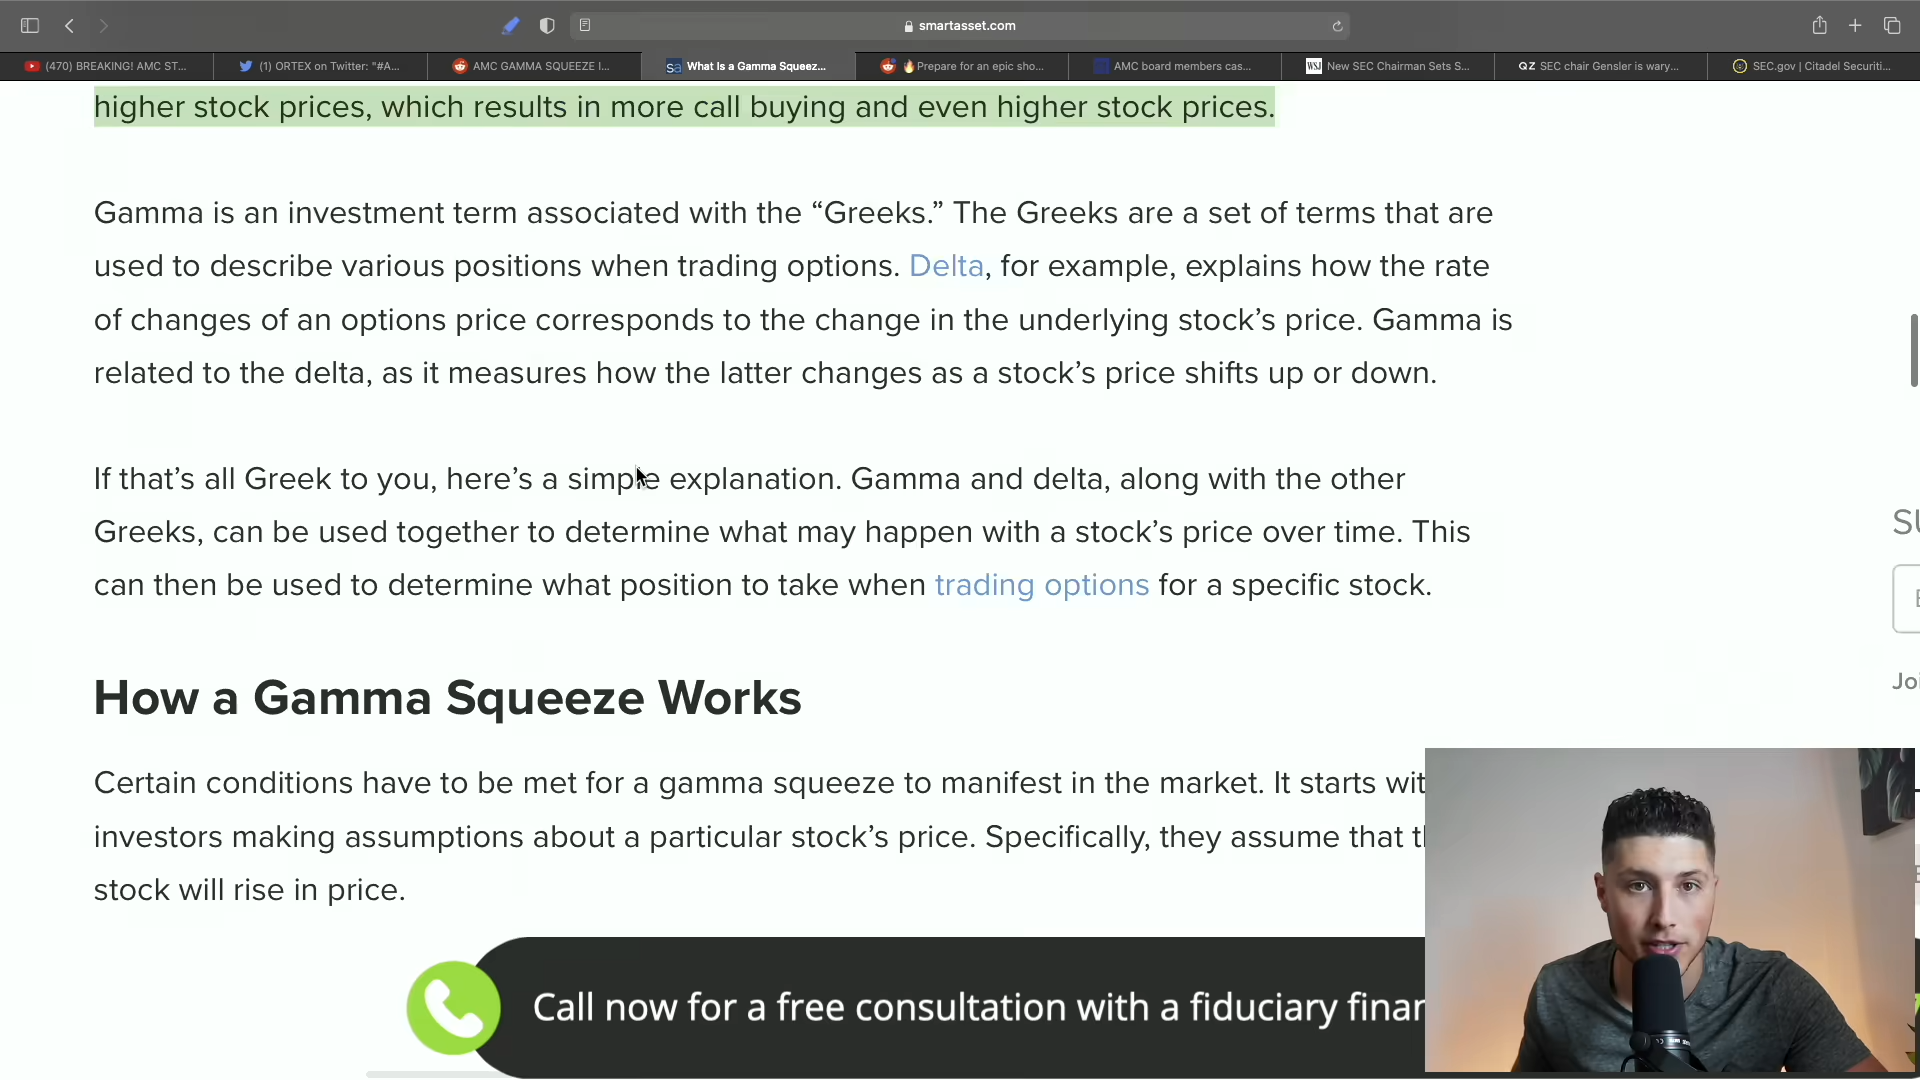 smartasset.com
(470) BREAKING! AMC ST...
(1) ORTEX on Twitter: "#A...
AMC GAMMA SQUEEZE I...
sa What Is a Gamma Squeez...
🔥Prepare for an epic sho...
AMC board members cas...
WSJ New SEC Chairman Sets S...
QZ SEC chair Gensler is wary...
SEC.gov | Citadel Securiti...
higher stock prices, which results in more call buying and even higher stock prices.
Gamma is an investment term associated with the “Greeks.” The Greeks are a set of terms that are
used to describe various positions when trading options. Delta, for example, explains how the rate
of changes of an options price corresponds to the change in the underlying stock’s price. Gamma is
related to the delta, as it measures how the latter changes as a stock’s price shifts up or down.
If that’s all Greek to you, here’s a simple explanation. Gamma and delta, along with the other
Greeks, can be used together to determine what may happen with a stock’s price over time. This
can then be used to determine what position to take when trading options for a specific stock.
How a Gamma Squeeze Works
Certain conditions have to be met for a gamma squeeze to manifest in the market. It starts wit
investors making assumptions about a particular stock’s price. Specifically, they assume that
stock will rise in price.
Call now for a free consultation with a fiduciary finan